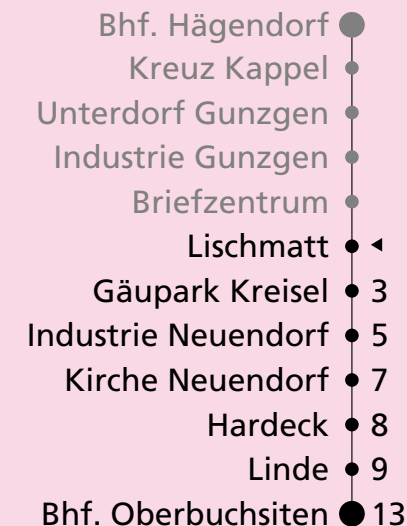 Bhf. Hägendorf
Kreuz Kappel
Unterdorf Gunzgen
Industrie Gunzgen
Briefzentrum
Lischmatt
Gäupark Kreisel 3
Industrie Neuendorf 5
Kirche Neuendorf 7
Hardeck 8
Linde 9
Bhf. Oberbuchsiten 13